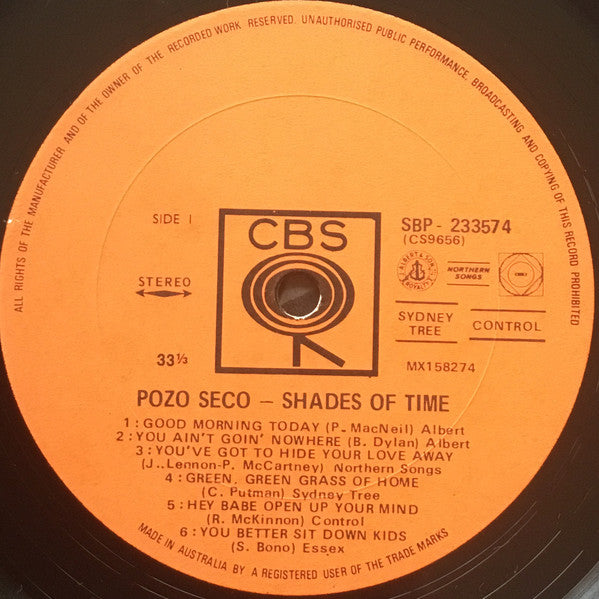 ALL RIGHTS OF THE MANUFACTURER AND OF THE OWNER OF THE RECORDED WORK RESERVED. UNAUTHORISED PUBLIC PERFORMANCE, BROADCASTING AND COPYING OF THIS RECORD PROHIBITED
SIDE I
CBS
SBP - 233574
(CS9656)
STEREO
ALBERT & SON
ROYALTY
NORTHERN
SONGS
SYDNEY
TREE
CONTROL
33⅓
MX158274
POZO SECO – SHADES OF TIME
1 : GOOD MORNING TODAY (P. MacNeil) Albert
2 : YOU AIN'T GOIN' NOWHERE (B. Dylan) Albert
3 : YOU'VE GOT TO HIDE YOUR LOVE AWAY
(J. Lennon-P. McCartney) Northern Songs
4 : GREEN, GREEN GRASS OF HOME
(C. Putman) Sydney Tree
5 : HEY BABE OPEN UP YOUR MIND
(R. McKinnon) Control
6 : YOU BETTER SIT DOWN KIDS
(S. Bono) Essex
MADE IN AUSTRALIA BY A REGISTERED USER OF THE TRADE MARKS